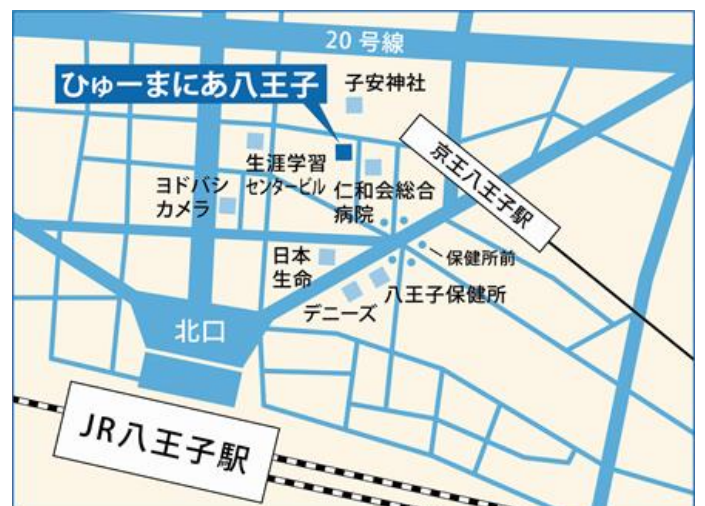 20号線
ひゅーまにあ八王子
子安神社
京王八王子駅
生涯学習
センタービル
仁和会総合
病院
ヨドバシ
カメラ
日本
生命
保健所前
八王子保健所
デニーズ
北口
JR八王子駅